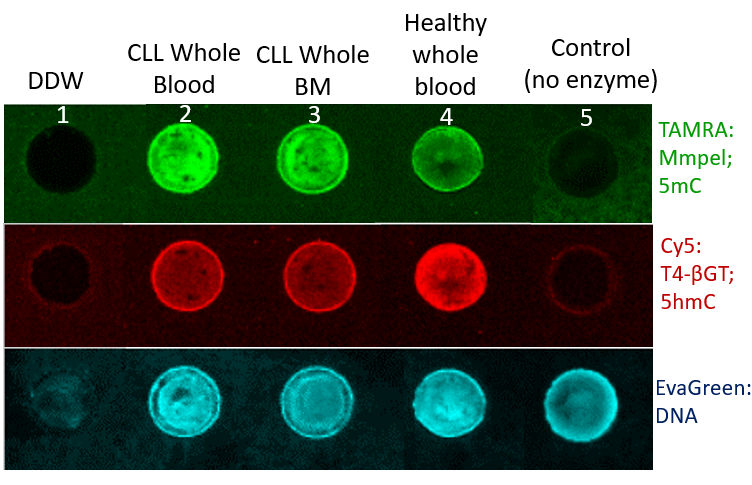 DDW
CLL Whole
Blood
CLL Whole
BM
Healthy
whole
blood
Control
(no enzyme)
1
2
3
4
5
TAMRA:
Mmpel;
5mC
Cy5:
T4-βGT;
5hmC
EvaGreen:
DNA